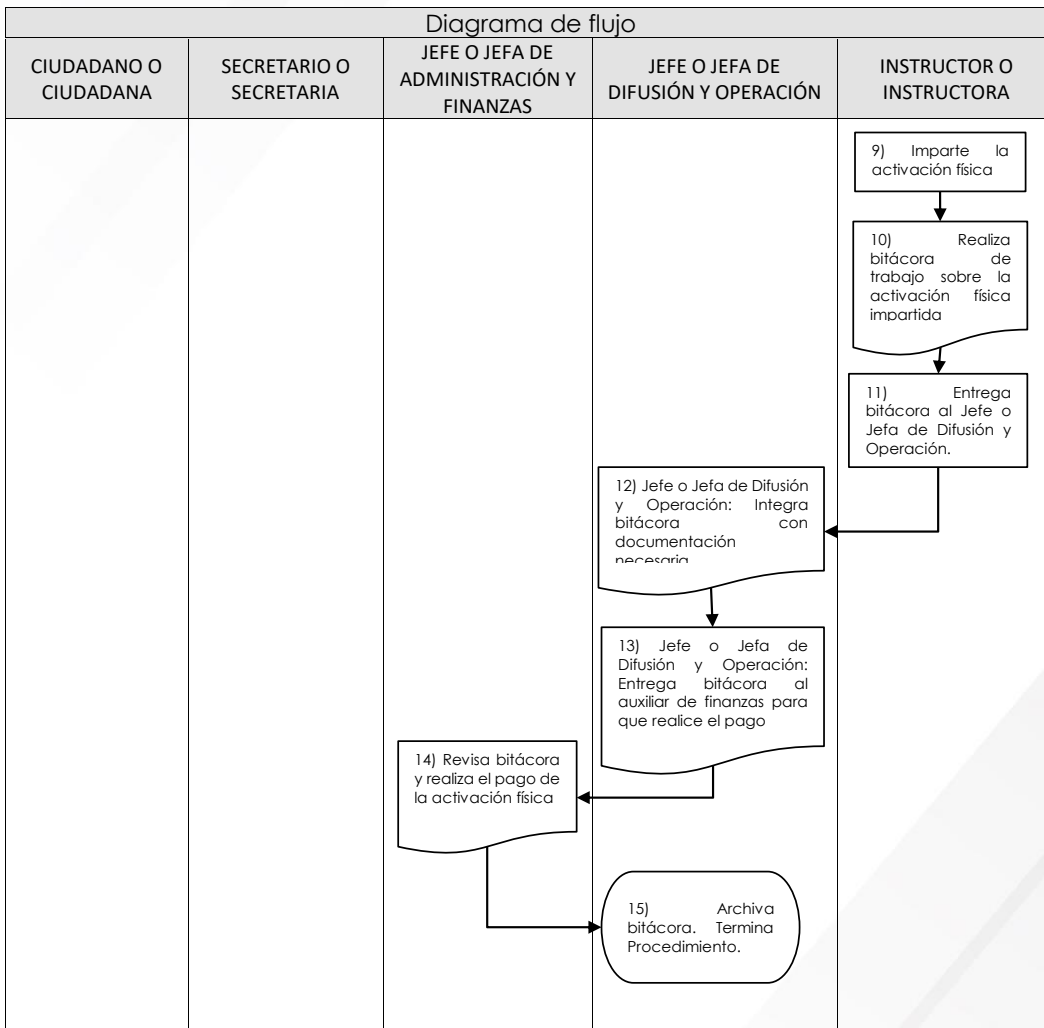 Diagrama de flujo
CIUDADANO O
CIUDADANA
SECRETARIO O
SECRETARIA
JEFE O JEFA DE
ADMINISTRACIÓN Y
FINANZAS
JEFE O JEFA DE
DIFUSIÓN Y OPERACIÓN
INSTRUCTOR O
INSTRUCTORA
9) Imparte la
activación física
10) Realiza
bitácora de
trabajo sobre la
activación física
impartida
11) Entrega
bitácora al Jefe o
Jefa de Difusión y
Operación.
12) Jefe o Jefa de Difusión
y Operación: Integra
bitácora con
documentación
necesaria
13) Jefe o Jefa de
Difusión y Operación:
Entrega bitácora al
auxiliar de finanzas para
que realice el pago
14) Revisa bitácora
y realiza el pago de
la activación física
15) Archiva
bitácora. Termina
Procedimiento.